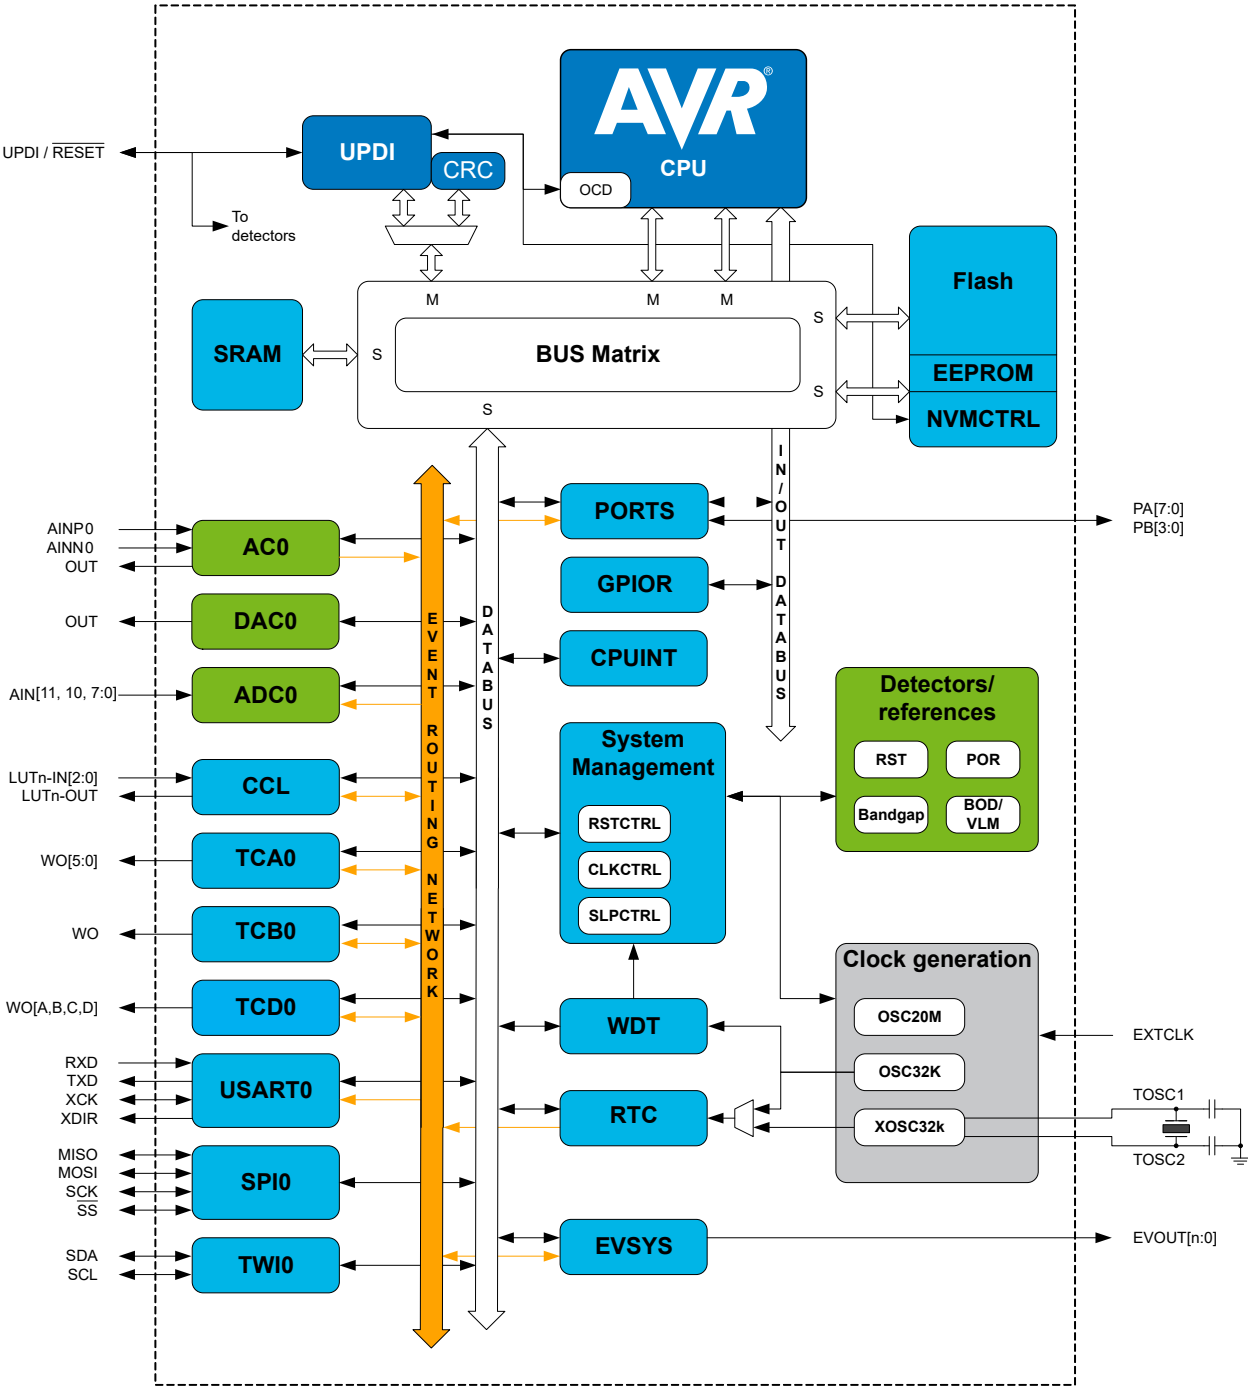 AVR®
CPU
OCD
UPDI / RESET
UPDI
CRC
To
detectors
Flash
EEPROM
NVMCTRL
SRAM
M
M
M
S
S
S
S
BUS Matrix
IN/OUT DATABUS
DATABUS
EVENT ROUTING NETWORK
AINP0
AINN0
OUT
AC0
OUT
DAC0
AIN[11, 10, 7:0]
ADC0
LUTn-IN[2:0]
LUTn-OUT
CCL
WO[5:0]
TCA0
WO
TCB0
WO[A,B,C,D]
TCD0
RXD
TXD
XCK
XDIR
USART0
MISO
MOSI
SCK
SS
SPI0
SDA
SCL
TWI0
PORTS
GPIOR
CPUINT
PA[7:0]
PB[3:0]
System
Management
RSTCTRL
CLKCTRL
SLPCTRL
WDT
RTC
EVSYS
Detectors/
references
RST
POR
Bandgap
BOD/
VLM
Clock generation
OSC20M
OSC32K
XOSC32k
EXTCLK
TOSC1
TOSC2
EVOUT[n:0]